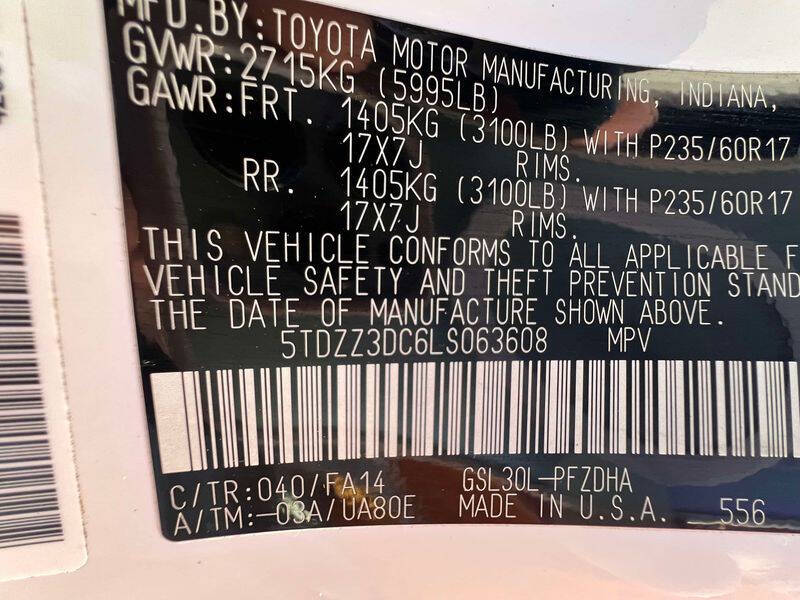 MFD.BY:TOYOTA MOTOR MANUFACTURING, INDIANA,
GVWR:2715KG (5995LB)
GAWR:FRT. 1405KG (3100LB) WITH P235/60R17
17X7J RIMS.
RR. 1405KG (3100LB) WITH P235/60R17
17X7J RIMS.
THIS VEHICLE CONFORMS TO ALL APPLICABLE F
VEHICLE SAFETY AND THEFT PREVENTION STAND
THE DATE OF MANUFACTURE SHOWN ABOVE.
5TDZZ3DC6LS063608 MPV
C/TR:040/FA14 GSL30L-PFZDHA
A/TM:-03A/UA80E MADE IN U.S.A. 556